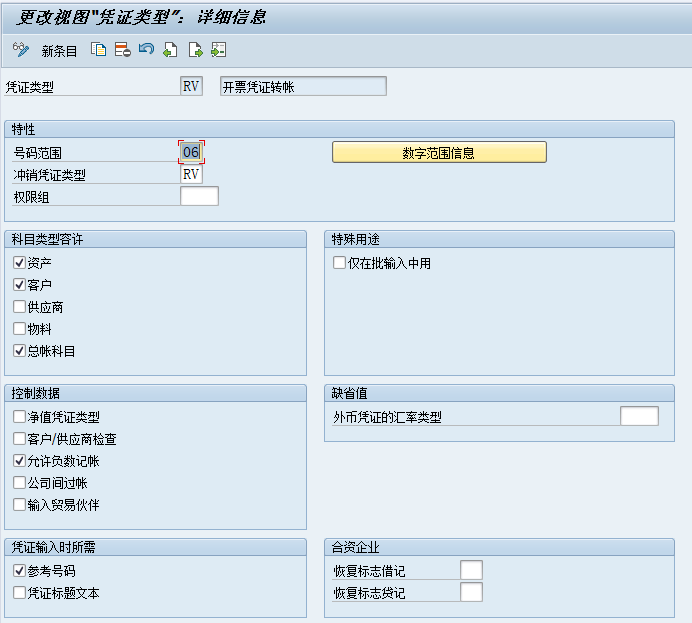 更改视图"凭证类型": 详细信息
新条目
凭证类型 RV 开票凭证转帐
特性
号码范围 06 数字范围信息
冲销凭证类型 RV
权限组
科目类型容许
资产
客户
供应商
物料
总帐科目
特殊用途
仅在批输入中用
控制数据
净值凭证类型
客户/供应商检查
允许负数记帐
公司间过帐
输入贸易伙伴
缺省值
外币凭证的汇率类型
凭证输入时所需
参考号码
凭证标题文本
合资企业
恢复标志借记
恢复标志贷记